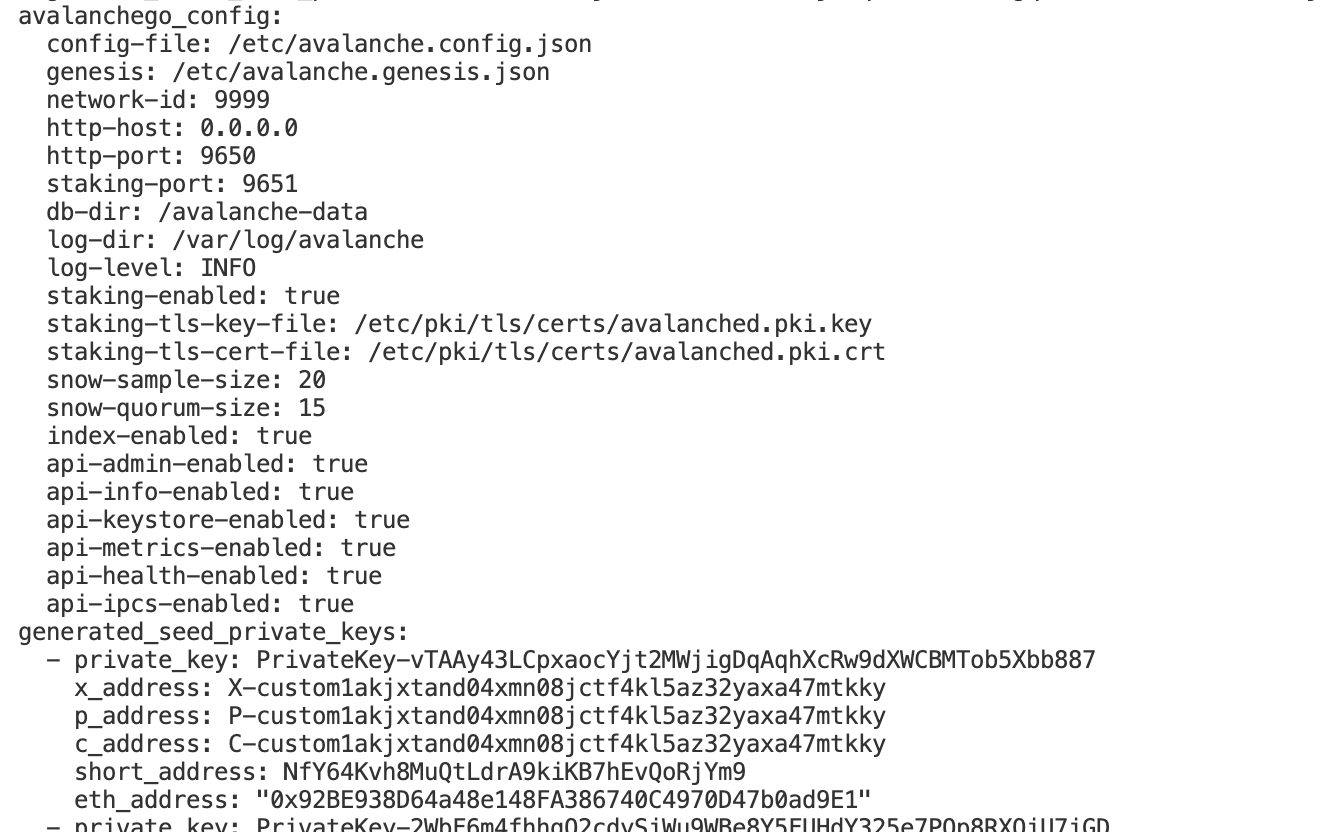 avalanchego_config:
  config-file: /etc/avalanche.config.json
  genesis: /etc/avalanche.genesis.json
  network-id: 9999
  http-host: 0.0.0.0
  http-port: 9650
  staking-port: 9651
  db-dir: /avalanche-data
  log-dir: /var/log/avalanche
  log-level: INFO
  staking-enabled: true
  staking-tls-key-file: /etc/pki/tls/certs/avalanched.pki.key
  staking-tls-cert-file: /etc/pki/tls/certs/avalanched.pki.crt
  snow-sample-size: 20
  snow-quorum-size: 15
  index-enabled: true
  api-admin-enabled: true
  api-info-enabled: true
  api-keystore-enabled: true
  api-metrics-enabled: true
  api-health-enabled: true
  api-ipcs-enabled: true
generated_seed_private_keys:
  - private_key: PrivateKey-vTAAy43LCpxaocYjt2MWjigDqAqhXcRw9dXWCBMTob5Xbb887
    x_address: X-custom1akjxtand04xmn08jctf4kl5az32yaxa47mtkky
    p_address: P-custom1akjxtand04xmn08jctf4kl5az32yaxa47mtkky
    c_address: C-custom1akjxtand04xmn08jctf4kl5az32yaxa47mtkky
    short_address: NfY64Kvh8MuQtLdrA9kiKB7hEvQoRjYm9
    eth_address: "0x92BE938D64a48e148FA386740C4970D47b0ad9E1"
  - private_key: